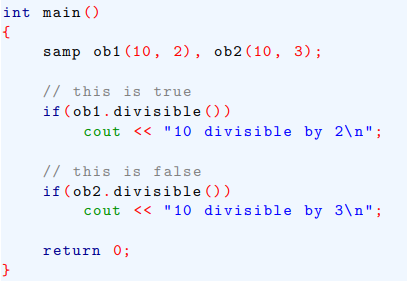 int main()
{
    samp ob1(10, 2), ob2(10, 3);

    // this is true
    if(ob1.divisible())
        cout << "10 divisible by 2\n";

    // this is false
    if(ob2.divisible())
        cout << "10 divisible by 3\n";

    return 0;
}